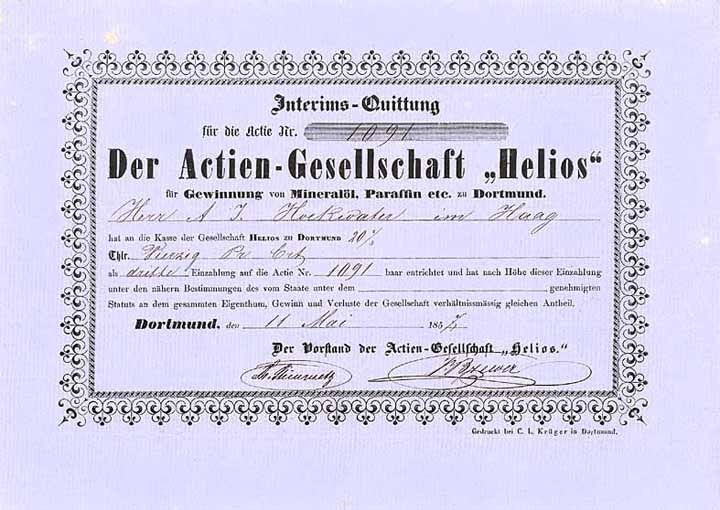 Interims-Quittung
für die Actie Nr. 1091
Der Actien-Gesellschaft „Helios“
für Gewinnung von Mineralöl, Paraffin etc. zu Dortmund.
Herr A J. im Haag
hat an die Kasse der Gesellschaft HELIOS zu DORTMUND 20%
Thlr. Vierzig Pr Crt
als dritte Einzahlung auf die Actie Nr. 1091 baar entrichtet und hat nach Höhe dieser Einzahlung
unter den nähern Bestimmungen des vom Staate unter dem genehmigten
Statuts an dem gesammten Eigenthum, Gewinn und Verluste der Gesellschaft verhältnissmässig gleichen Antheil.
Dortmund, den 11 Mai 1857
Der Vorstand der Actien-Gesellschaft „Helios.“
Gedruckt bei C. L. Krüger in Dortmund.